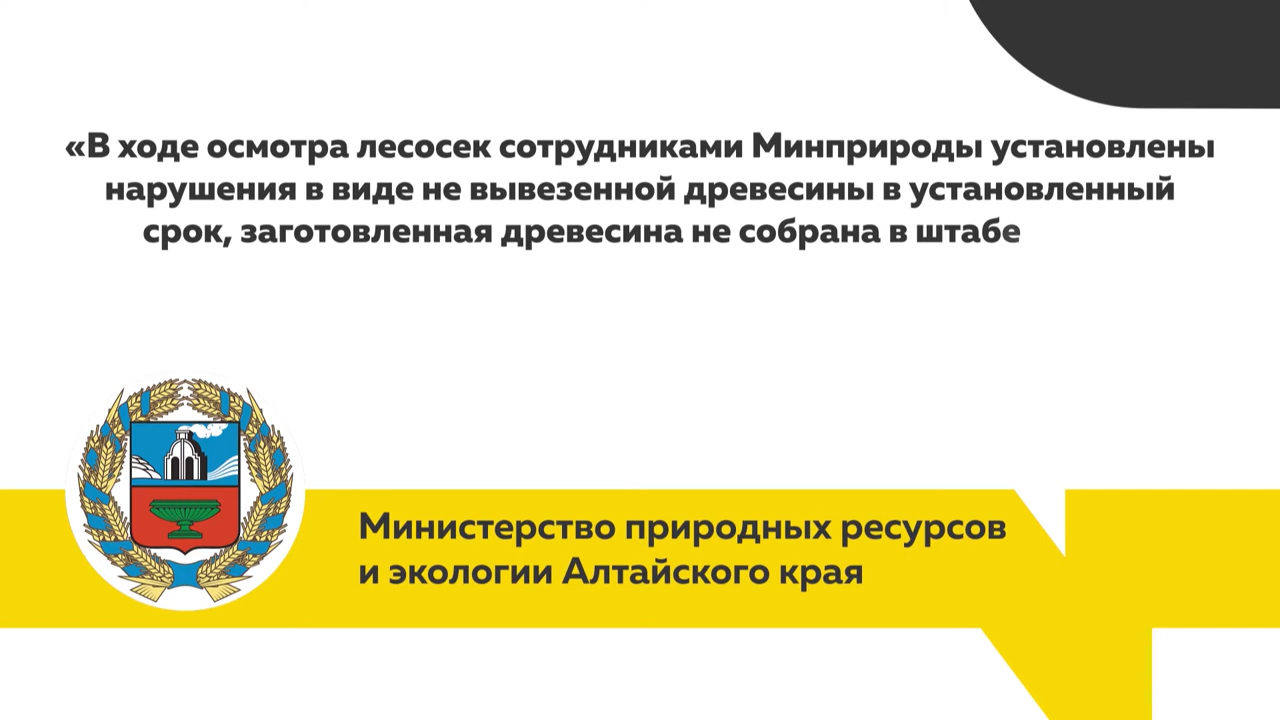 «В ходе осмотра лесосек сотрудниками Минприроды установлены
нарушения в виде не вывезенной древесины в установленный
срок, заготовленная древесина не собрана в штабе
Министерство природных ресурсов
и экологии Алтайского края